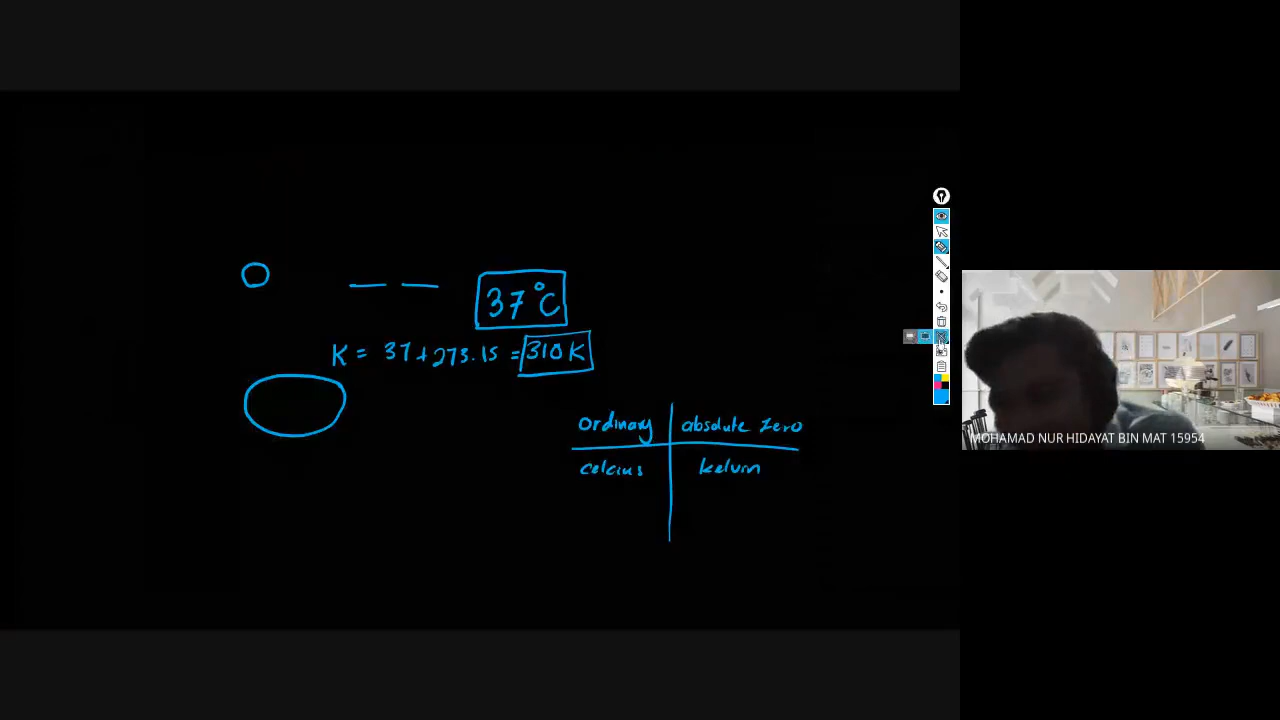 37°C
K = 37 + 273.15 = 310 K
ordinary absolute zero
celcius kelvin
MOHAMAD NUR HIDAYAT BIN MAT 15954